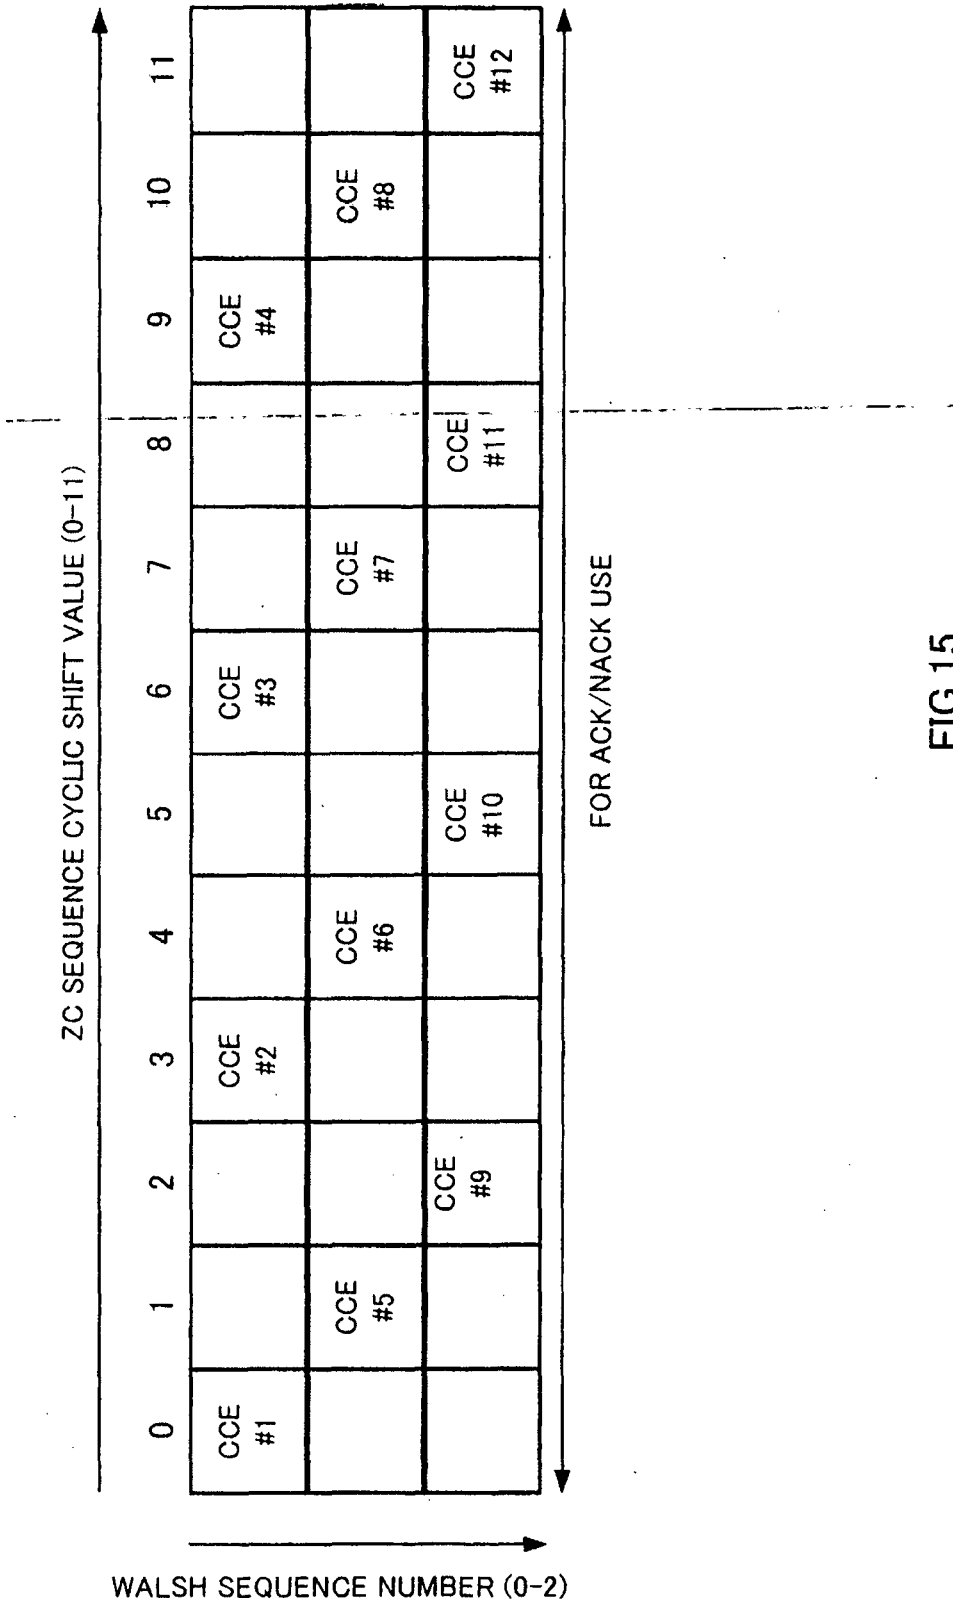 ZC SEQUENCE CYCLIC SHIFT VALUE (0-11)
0 1 2 3 4 5 6 7 8 9 10 11
WALSH SEQUENCE NUMBER (0-2)
CCE
#1
CCE
#2
CCE
#3
CCE
#4
CCE
#5
CCE
#6
CCE
#7
CCE
#8
CCE
#9
CCE
#10
CCE
#11
CCE
#12
FOR ACK/NACK USE
FIG.15